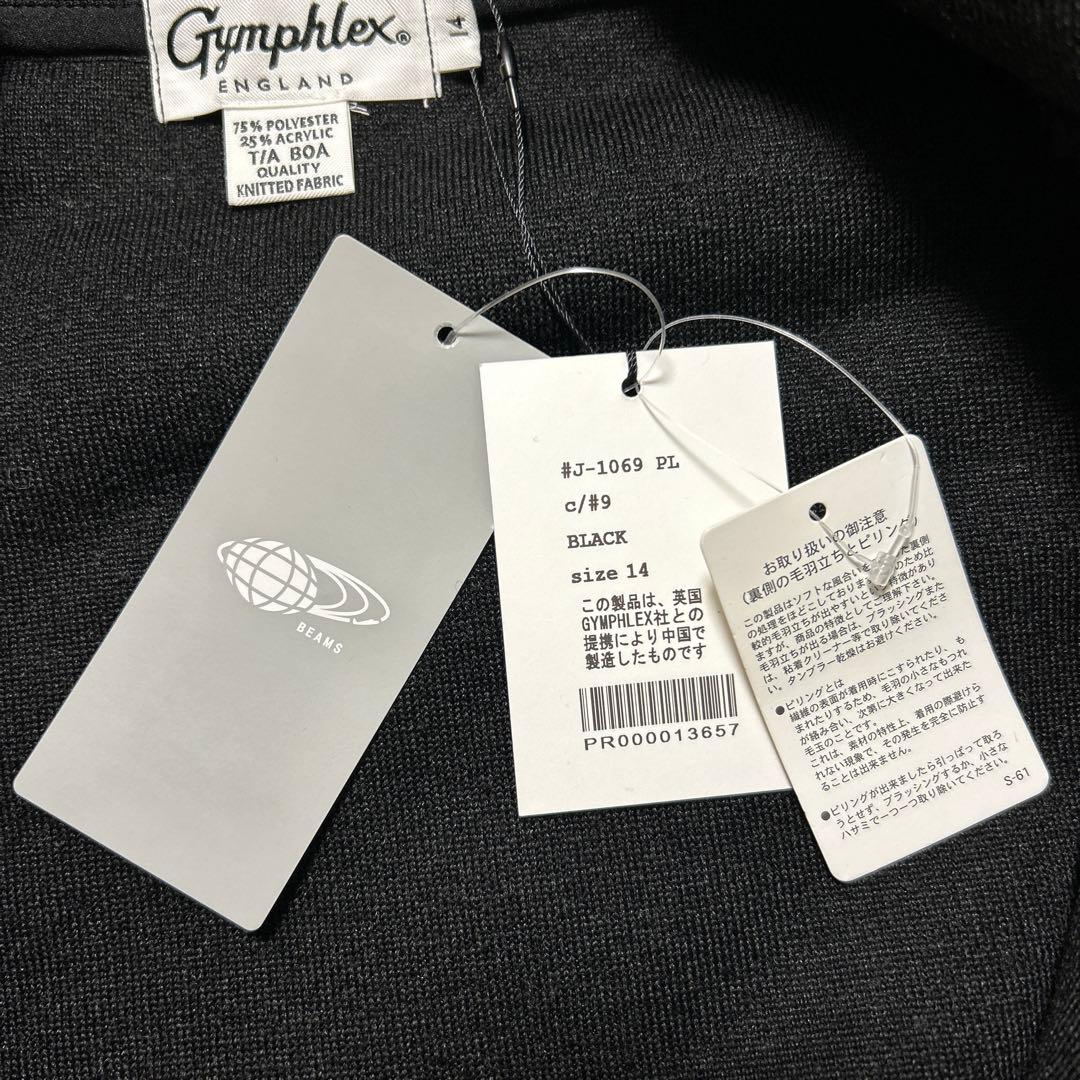 Gymphlex®
ENGLAND
14
75% POLYESTER
25% ACRYLIC
T/A BOA
QUALITY
KNITTED FABRIC
BEAMS
#J-1069 PL
c/#9
BLACK
size 14
この製品は、英国
GYMPHLEX社との
提携により中国で
製造したものです
PR000013657
お取り扱いの御注意
(裏側の毛羽立ちとピリング)
この製品はソフトな風合いを た裏側
の処理をほどこしております のため比
較的毛羽立ちが出やすいと 特徴があり
ますが、商品の特徴としてご理解下さい。
毛羽立ちが出る場合は、ブラッシングまた
は、粘着クリーナー等で取り除いてくださ
い。タンブラー乾燥はお避けください。
●ピリングとは
繊維の表面が着用時にこすられたり、も
まれたりするため、毛羽の小さなもつれ
が絡み合い、次第に大きくなって出来た
毛玉のことです。
これは、素材の特性上、着用の際避けら
れない現象で、その発生を完全に防止す
ることは出来ません。
●ピリングが出来ましたら引っぱって取ろ
うとせず、ブラッシングするか、小さな
ハサミで一つ一つ取り除いてください。
S-61